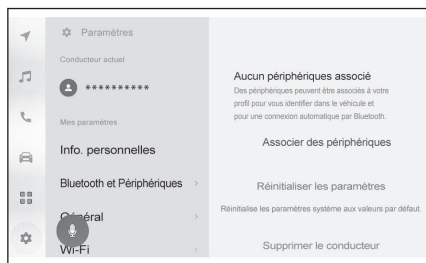 Paramètres
Conducteur actuel
**********
Mes paramètres
Info. personnelles
Bluetooth et Périphériques
Général
Wi-Fi
Aucun périphériques associé
Des périphériques peuvent être associés à votre
profil pour vous identifier dans le véhicule et
pour une connexion automatique par Bluetooth.
Associer des périphériques
Réinitialiser les paramètres
Réinitialise les paramètres système aux valeurs par défaut.
Supprimer le conducteur